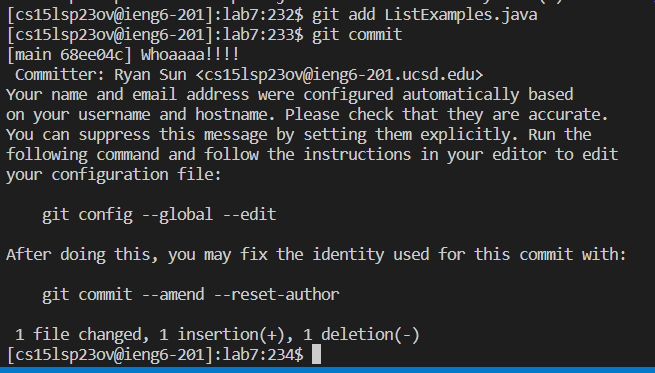 [cs15lsp23ov@ieng6-201]:lab7:232$ git add ListExamples.java
[cs15lsp23ov@ieng6-201]:lab7:233$ git commit
[main 68ee04c] Whoaaaa!!!!
 Committer: Ryan Sun <cs15lsp23ov@ieng6-201.ucsd.edu>
Your name and email address were configured automatically based
on your username and hostname. Please check that they are accurate.
You can suppress this message by setting them explicitly. Run the
following command and follow the instructions in your editor to edit
your configuration file:

    git config --global --edit

After doing this, you may fix the identity used for this commit with:

    git commit --amend --reset-author

 1 file changed, 1 insertion(+), 1 deletion(-)
[cs15lsp23ov@ieng6-201]:lab7:234$